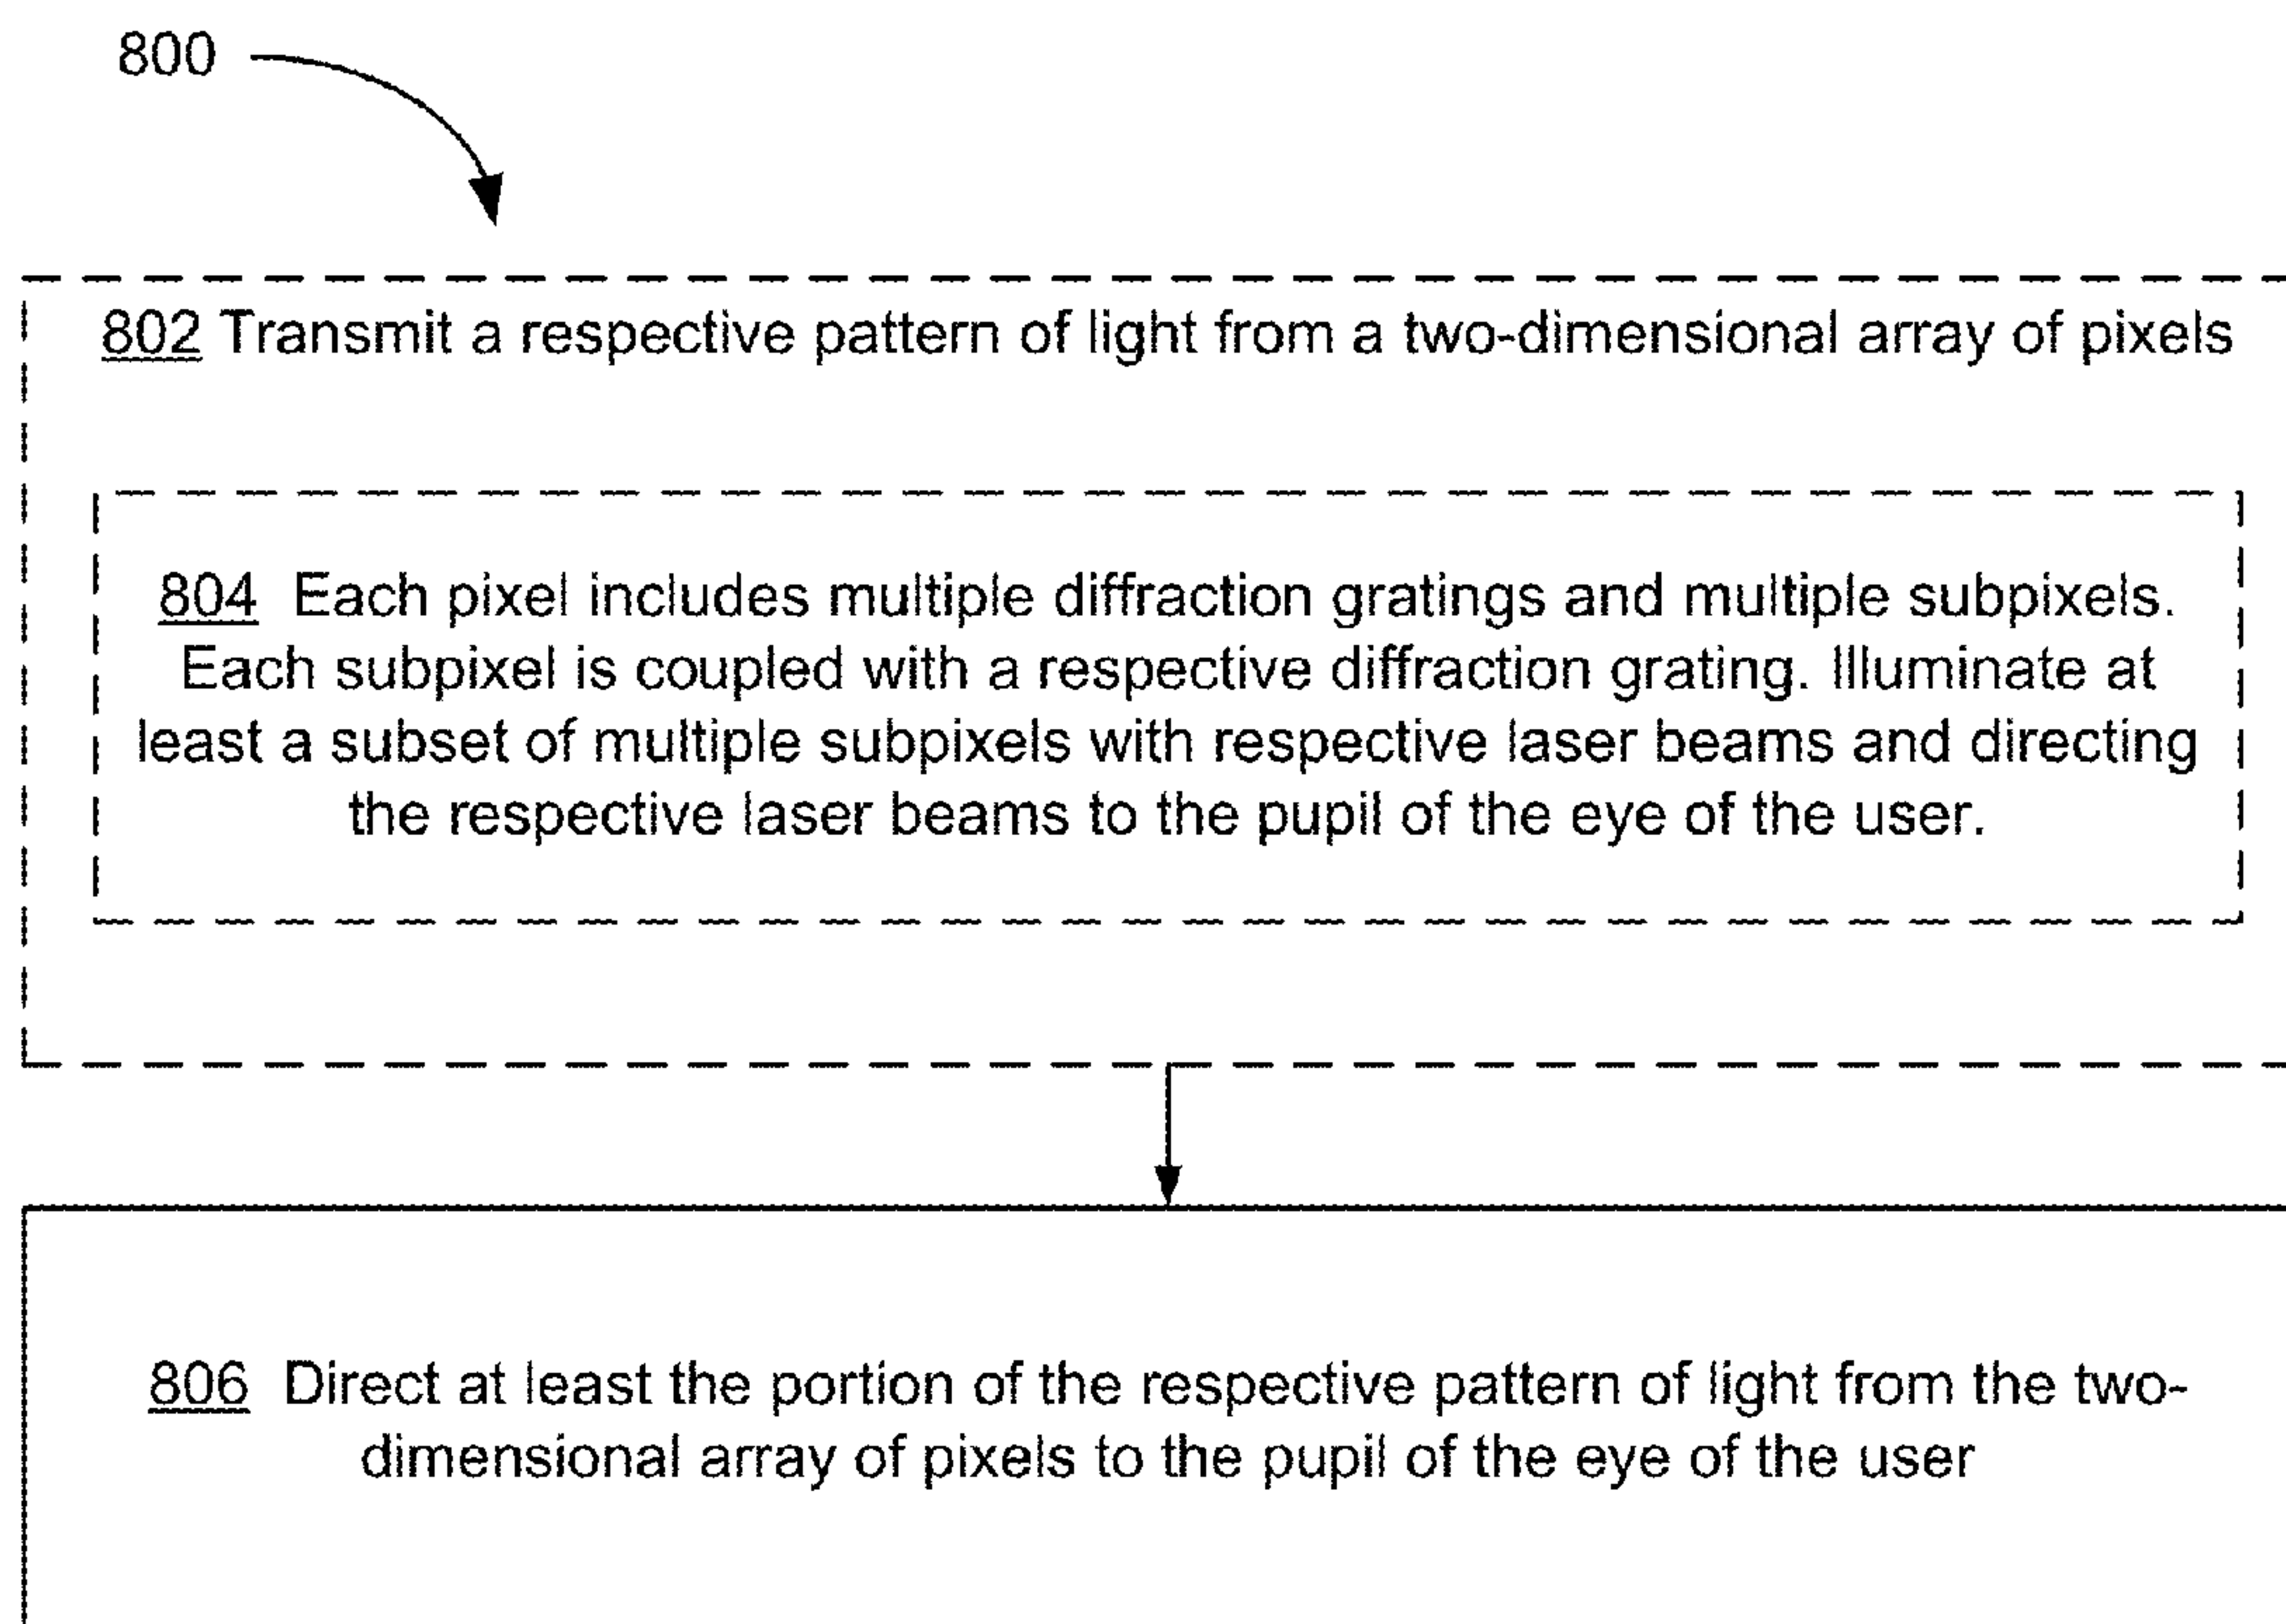 800
802 Transmit a respective pattern of light from a two-dimensional array of pixels
804 Each pixel includes multiple diffraction gratings and multiple subpixels.
Each subpixel is coupled with a respective diffraction grating. Illuminate at
least a subset of multiple subpixels with respective laser beams and directing
the respective laser beams to the pupil of the eye of the user.
806 Direct at least the portion of the respective pattern of light from the two-
dimensional array of pixels to the pupil of the eye of the user